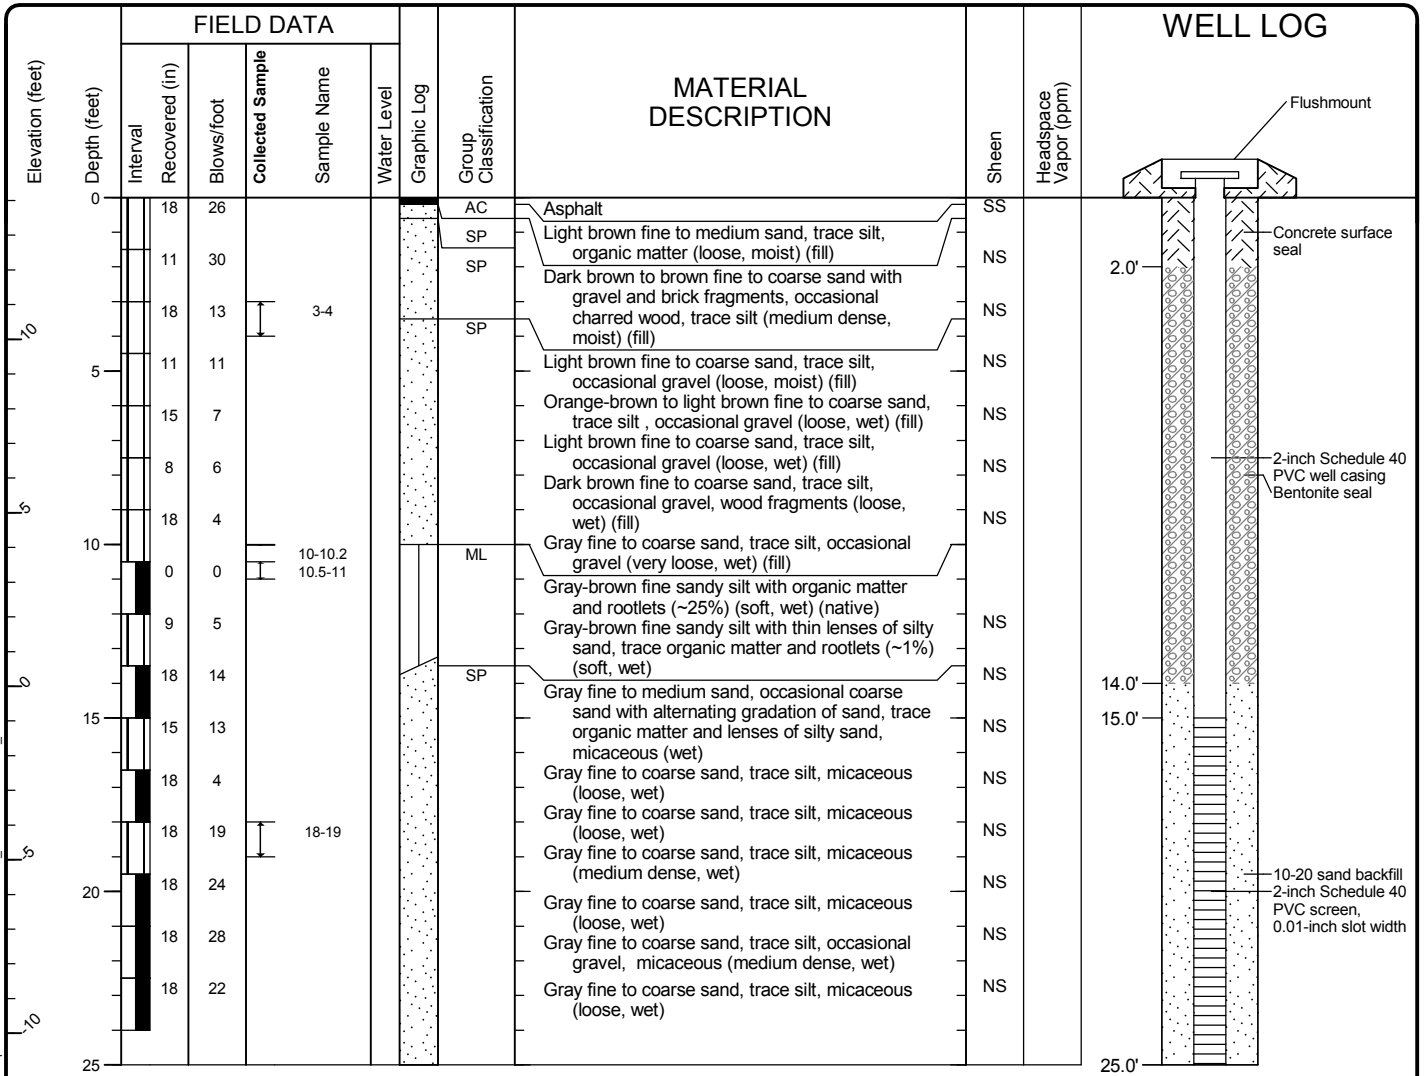 FIELD DATA
WELL LOG
Elevation (feet)
Depth (feet)
Interval
Recovered (in)
Blows/foot
Collected Sample
Sample Name
Water Level
Graphic Log
Group
Classification
MATERIAL
DESCRIPTION
Sheen
Headspace
Vapor (ppm)
Flushmount
0
18 26
AC
Asphalt
SS
SP
Light brown fine to medium sand, trace silt,
organic matter (loose, moist) (fill)
Concrete surface
seal
11 30
SP
NS
2.0'
Dark brown to brown fine to coarse sand with
gravel and brick fragments, occasional
charred wood, trace silt (medium dense,
moist) (fill)
18 13
3-4
NS
10
SP
5
11 11
Light brown fine to coarse sand, trace silt,
occasional gravel (loose, moist) (fill)
NS
15 7
Orange-brown to light brown fine to coarse sand,
trace silt , occasional gravel (loose, wet) (fill)
NS
8 6
Light brown fine to coarse sand, trace silt,
occasional gravel (loose, wet) (fill)
NS
2-inch Schedule 40
PVC well casing
Bentonite seal
5
18 4
Dark brown fine to coarse sand, trace silt,
occasional gravel, wood fragments (loose,
wet) (fill)
NS
10
10-10.2
ML
Gray fine to coarse sand, trace silt, occasional
gravel (very loose, wet) (fill)
0 0
10.5-11
Gray-brown fine sandy silt with organic matter
and rootlets (~25%) (soft, wet) (native)
9 5
Gray-brown fine sandy silt with thin lenses of silty
sand, trace organic matter and rootlets (~1%)
(soft, wet)
NS
0
18 14
SP
NS
14.0'
Gray fine to medium sand, occasional coarse
sand with alternating gradation of sand, trace
organic matter and lenses of silty sand,
micaceous (wet)
15
15 13
NS
15.0'
18 4
Gray fine to coarse sand, trace silt, micaceous
(loose, wet)
NS
Gray fine to coarse sand, trace silt, micaceous
(loose, wet)
18 19
18-19
NS
-5
Gray fine to coarse sand, trace silt, micaceous
(medium dense, wet)
20
18 24
NS
10-20 sand backfill
2-inch Schedule 40
PVC screen,
0.01-inch slot width
Gray fine to coarse sand, trace silt, micaceous
(loose, wet)
18 28
Gray fine to coarse sand, trace silt, occasional
gravel, micaceous (medium dense, wet)
NS
18 22
Gray fine to coarse sand, trace silt, micaceous
(loose, wet)
NS
-10
25
25.0'